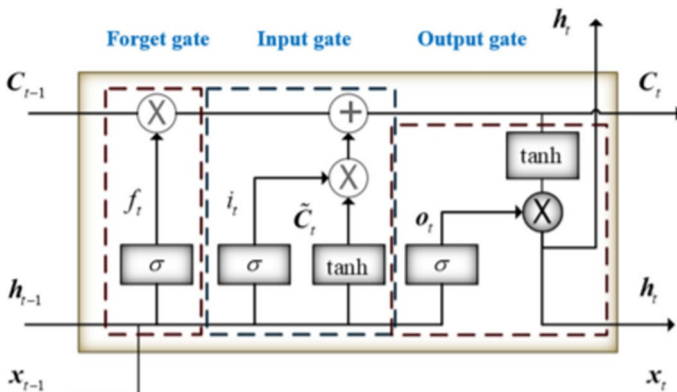 h_t
Forget gate Input gate Output gate
C_{t-1} X + C_t
tanh
f_t i_t X C̃_t o_t X
σ σ tanh σ
h_{t-1} h_t
x_{t-1} x_t